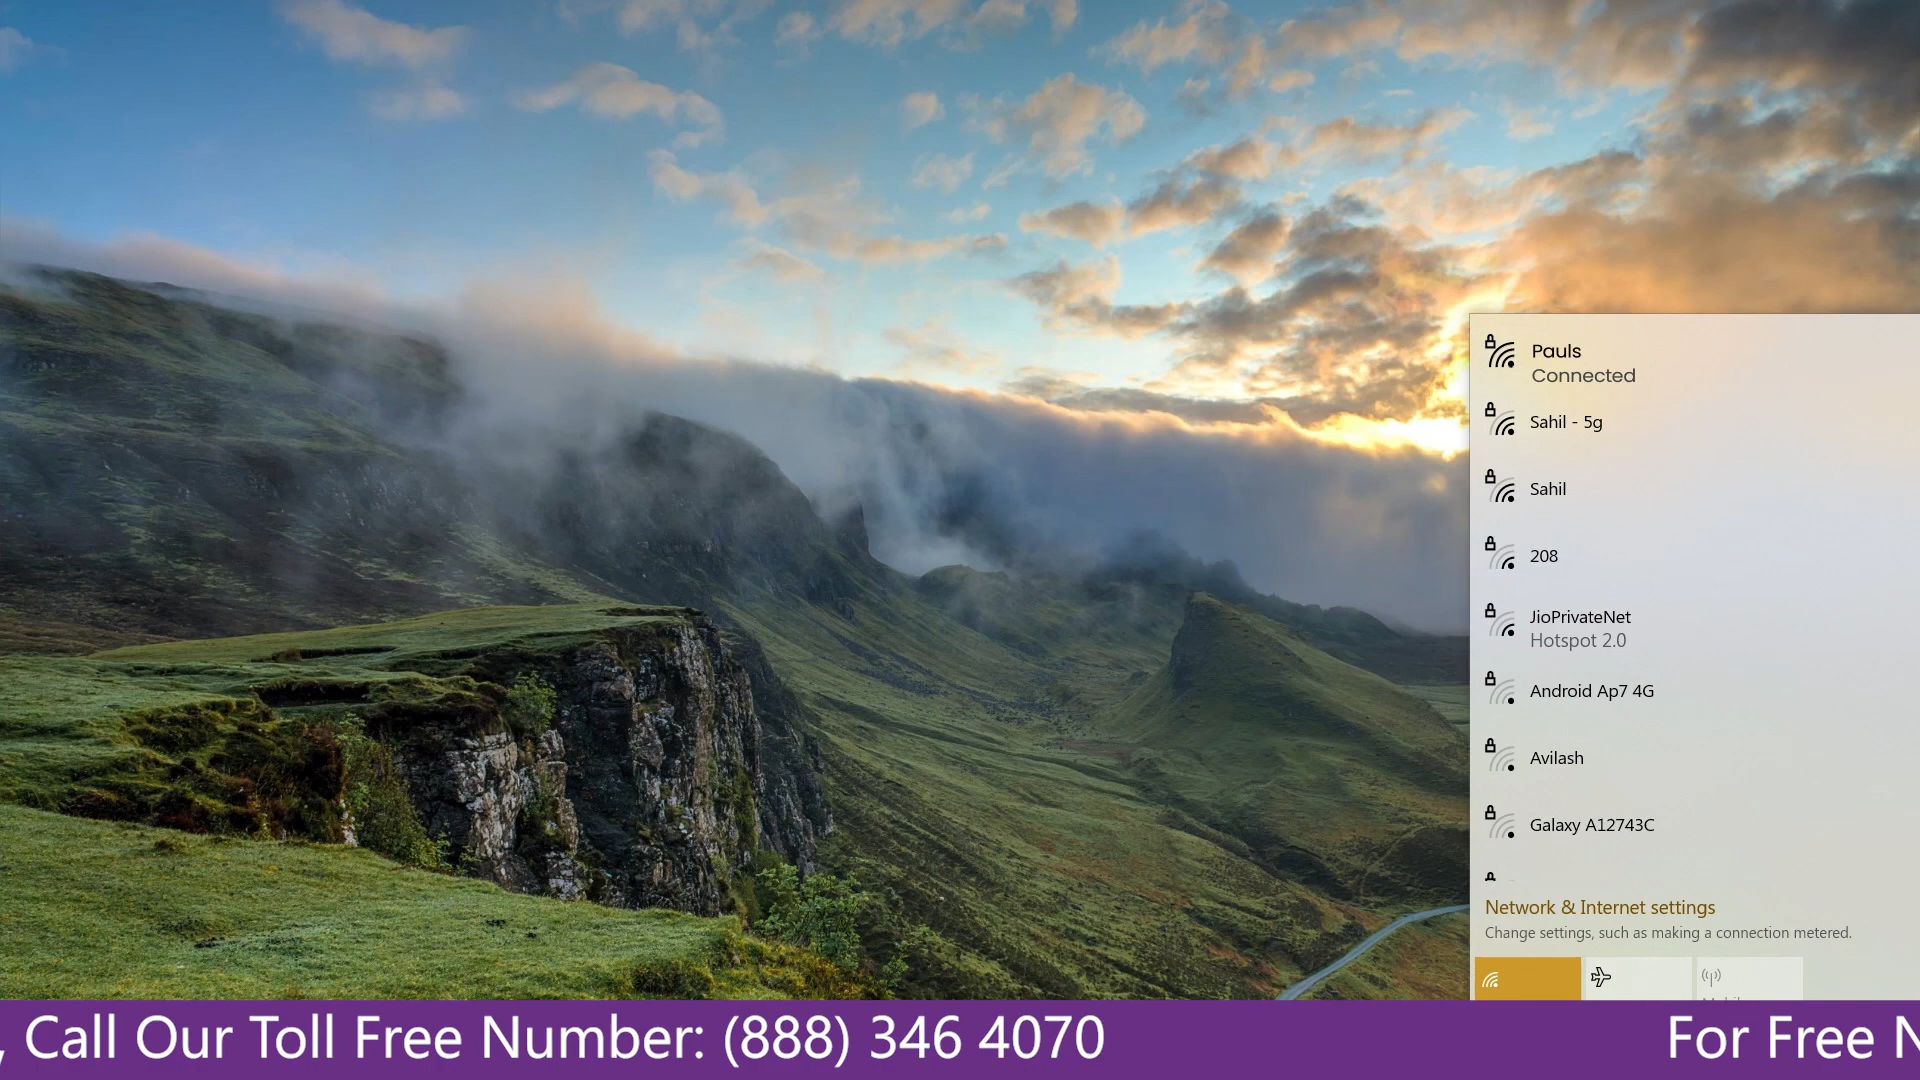 Pauls
Connected
Sahil - 5g
Sahil
208
JioPrivateNet
Hotspot 2.0
Android Ap7 4G
Avilash
Galaxy A12743C
Network & Internet settings
Change settings, such as making a connection metered.
, Call Our Toll Free Number: (888) 346 4070
For Free N